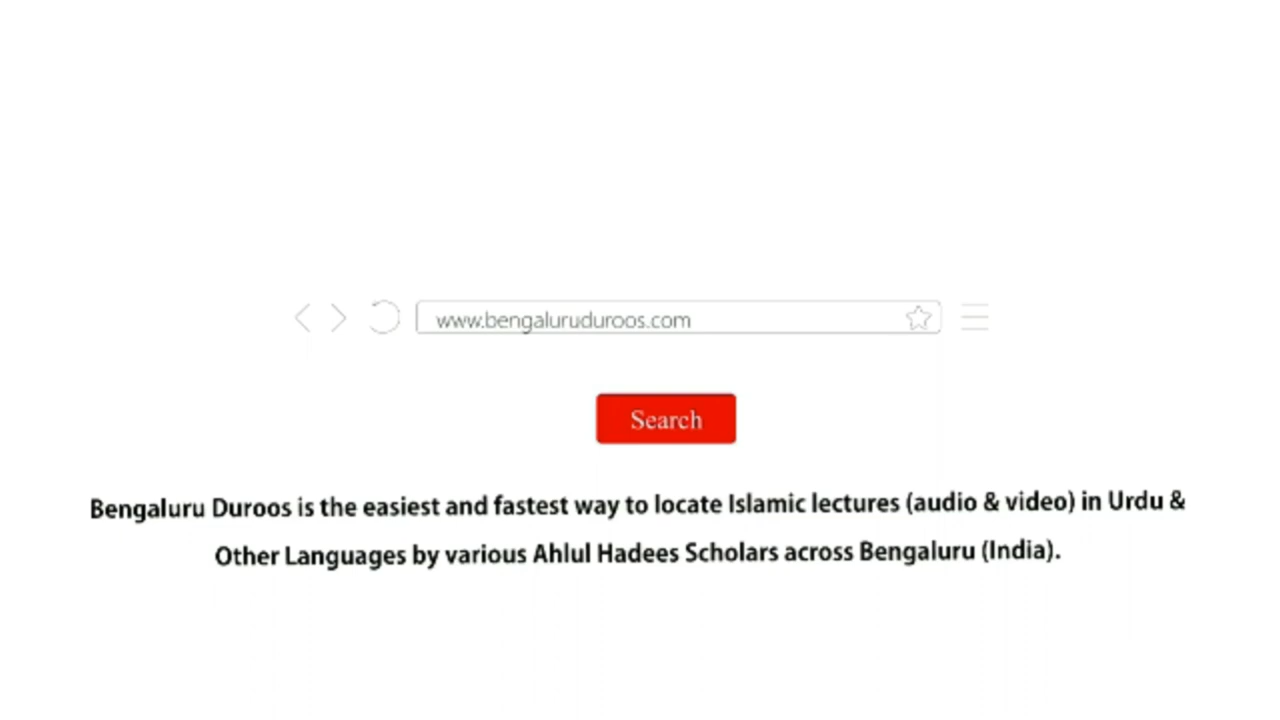 www.bengaluruduroos.com
Search
Bengaluru Duroos is the easiest and fastest way to locate Islamic lectures (audio & video) in Urdu &
Other Languages by various Ahlul Hadees Scholars across Bengaluru (India).